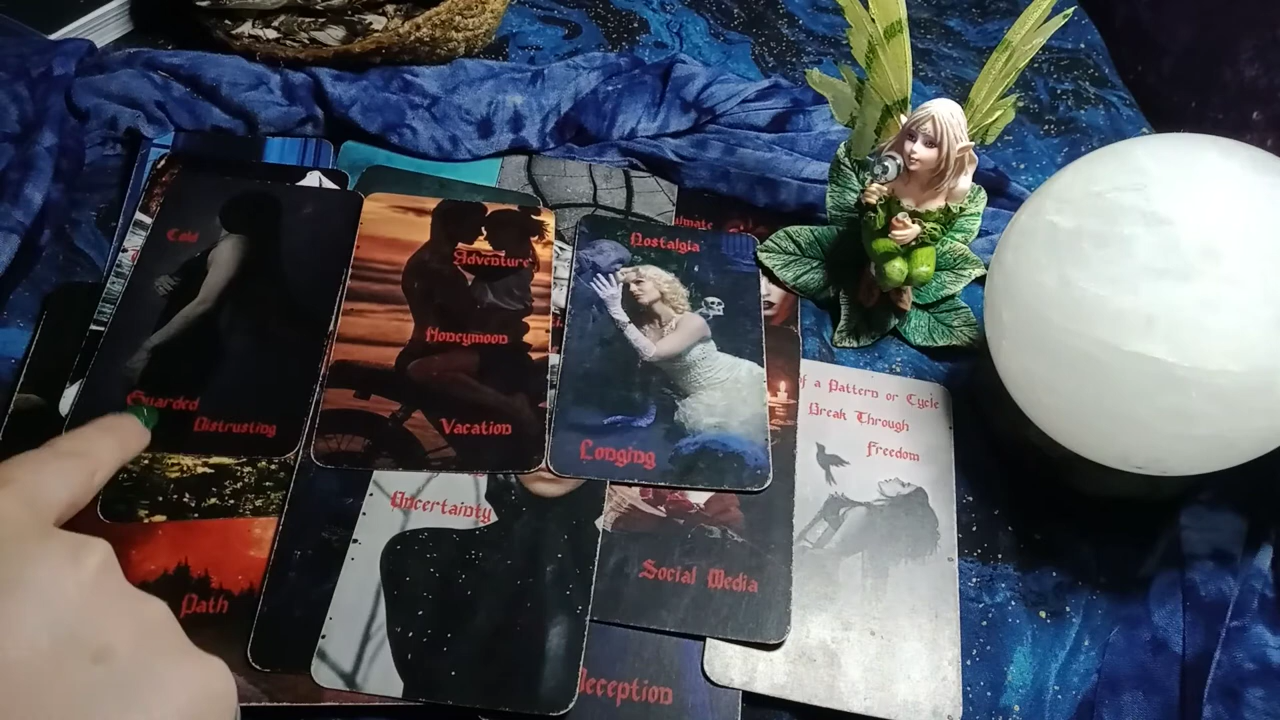 Cold
Guarded
Distrusting
Adventure
Honeymoon
Vacation
Nostalgia
Longing
of a Pattern or Cycle
Break Through
Freedom
Uncertainty
Social Media
Path